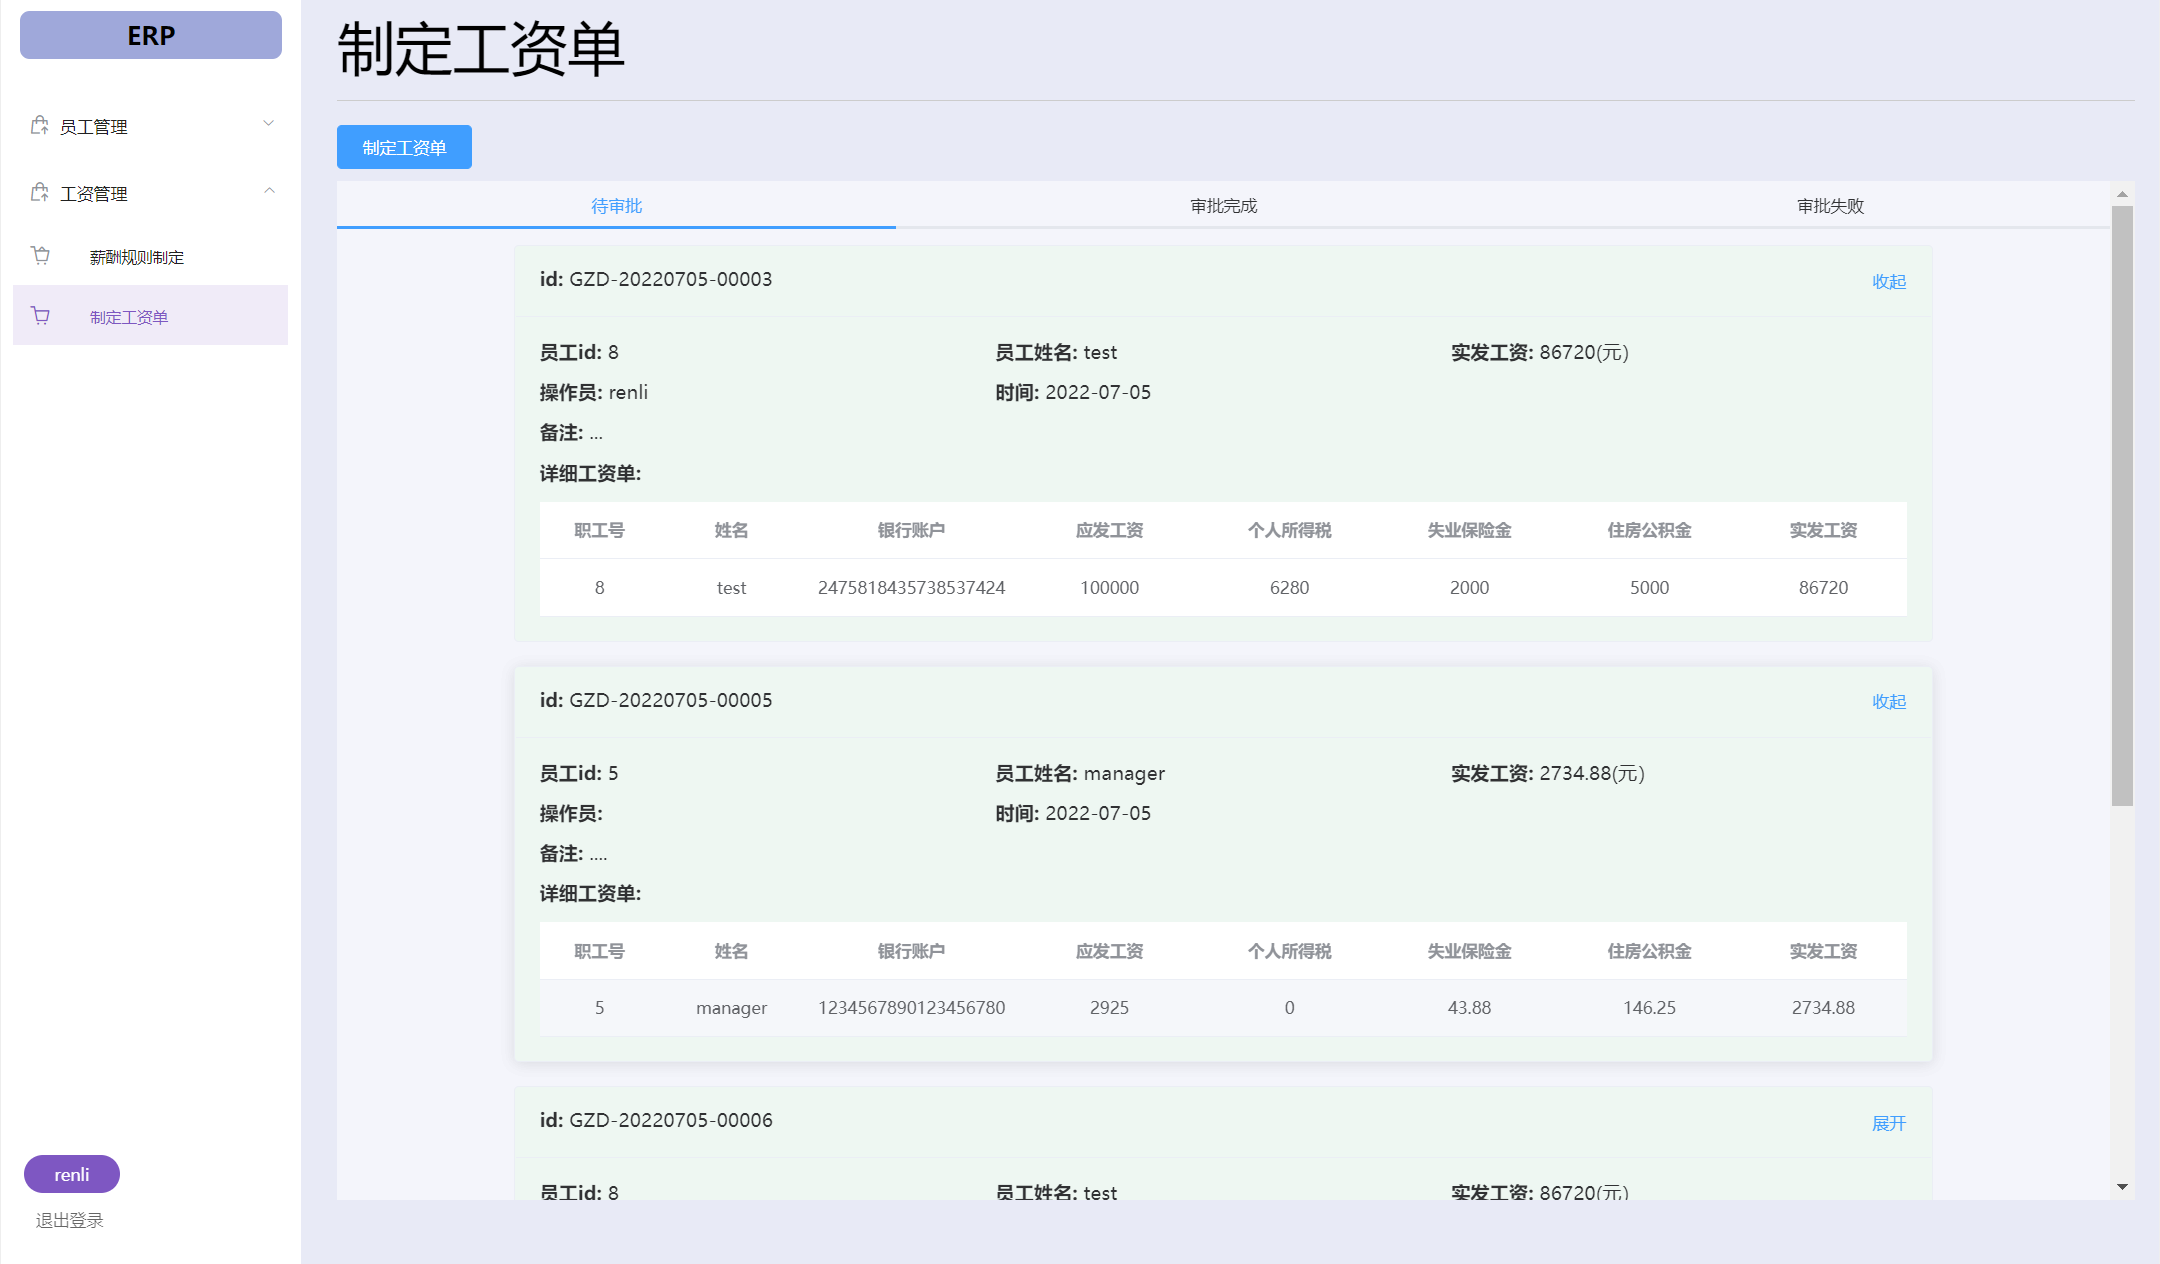 ERP
员工管理
工资管理
薪酬规则制定
制定工资单
renli
退出登录
制定工资单
制定工资单
待审批 审批完成 审批失败
id: GZD-20220705-00003 收起
员工id: 8 员工姓名: test 实发工资: 86720(元)
操作员: renli 时间: 2022-07-05
备注: ...
详细工资单:
职工号 姓名 银行账户 应发工资 个人所得税 失业保险金 住房公积金 实发工资
8 test 2475818435738537424 100000 6280 2000 5000 86720
id: GZD-20220705-00005 收起
员工id: 5 员工姓名: manager 实发工资: 2734.88(元)
操作员: 时间: 2022-07-05
备注: ....
详细工资单:
职工号 姓名 银行账户 应发工资 个人所得税 失业保险金 住房公积金 实发工资
5 manager 1234567890123456780 2925 0 43.88 146.25 2734.88
id: GZD-20220705-00006 展开
员工id: 8 员工姓名: test 实发工资: 86720(元)